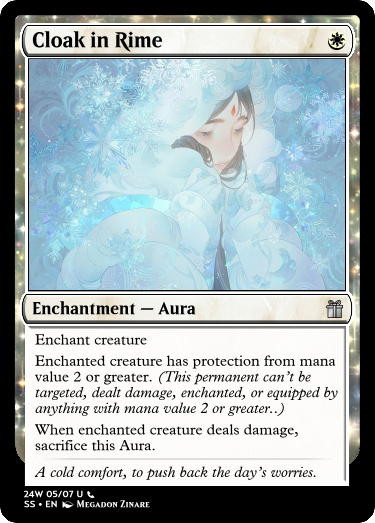 Cloak in Rime
Enchantment — Aura
Enchant creature
Enchanted creature has protection from mana
value 2 or greater. (This permanent can't be
targeted, dealt damage, enchanted, or equipped by
anything with mana value 2 or greater..)
When enchanted creature deals damage,
sacrifice this Aura.
A cold comfort, to push back the day's worries.
24W 05/07 U
SS • EN Megadon Zinare